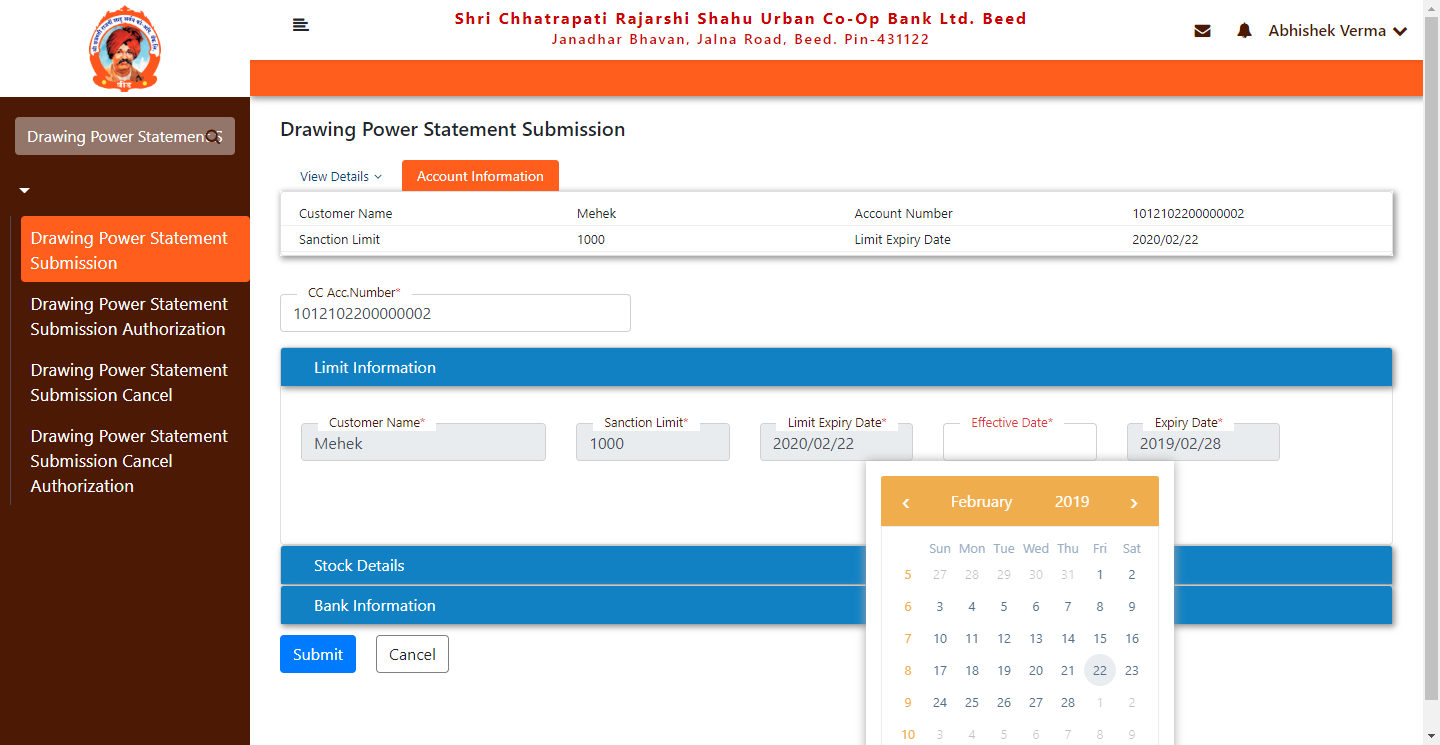 Shri Chhatrapati Rajarshi Shahu Urban Co-Op Bank Ltd. Beed
Janadhar Bhavan, Jalna Road, Beed. Pin-431122
Abhishek Verma
Drawing Power Statement S
Drawing Power Statement
Submission
Drawing Power Statement
Submission Authorization
Drawing Power Statement
Submission Cancel
Drawing Power Statement
Submission Cancel
Authorization
Drawing Power Statement Submission
View Details Account Information
Customer Name Mehek Account Number 1012102200000002
Sanction Limit 1000 Limit Expiry Date 2020/02/22
CC Acc.Number*
1012102200000002
Limit Information
Customer Name* Sanction Limit* Limit Expiry Date* Effective Date* Expiry Date*
Mehek 1000 2020/02/22 2019/02/28
‹ February 2019 ›
Sun Mon Tue Wed Thu Fri Sat
5 27 28 29 30 31 1 2
6 3 4 5 6 7 8 9
7 10 11 12 13 14 15 16
8 17 18 19 20 21 22 23
9 24 25 26 27 28 1 2
10 3 4 5 6 7 8 9
Stock Details
Bank Information
Submit Cancel